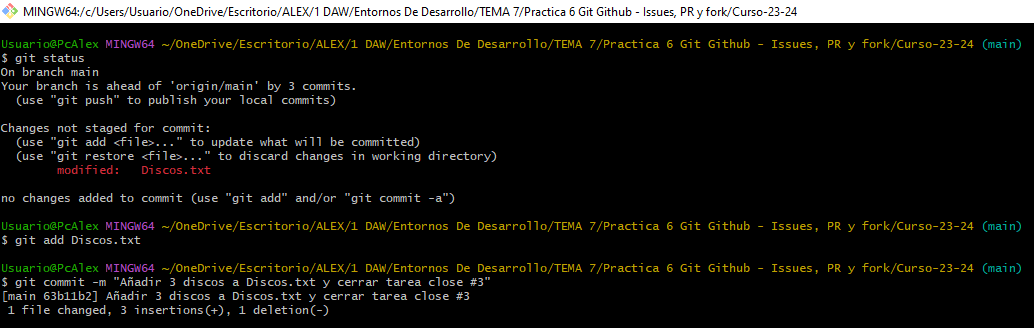 MINGW64:/c/Users/Usuario/OneDrive/Escritorio/ALEX/1 DAW/Entornos De Desarrollo/TEMA 7/Practica 6 Git Github - Issues, PR y fork/Curso-23-24
Usuario@PcAlex MINGW64 ~/OneDrive/Escritorio/ALEX/1 DAW/Entornos De Desarrollo/TEMA 7/Practica 6 Git Github - Issues, PR y fork/Curso-23-24 (main)
$ git status
On branch main
Your branch is ahead of 'origin/main' by 3 commits.
  (use "git push" to publish your local commits)
Changes not staged for commit:
  (use "git add <file>..." to update what will be committed)
  (use "git restore <file>..." to discard changes in working directory)
        modified:   Discos.txt
no changes added to commit (use "git add" and/or "git commit -a")
Usuario@PcAlex MINGW64 ~/OneDrive/Escritorio/ALEX/1 DAW/Entornos De Desarrollo/TEMA 7/Practica 6 Git Github - Issues, PR y fork/Curso-23-24 (main)
$ git add Discos.txt
Usuario@PcAlex MINGW64 ~/OneDrive/Escritorio/ALEX/1 DAW/Entornos De Desarrollo/TEMA 7/Practica 6 Git Github - Issues, PR y fork/Curso-23-24 (main)
$ git commit -m "Añadir 3 discos a Discos.txt y cerrar tarea close #3"
[main 63b11b2] Añadir 3 discos a Discos.txt y cerrar tarea close #3
 1 file changed, 3 insertions(+), 1 deletion(-)